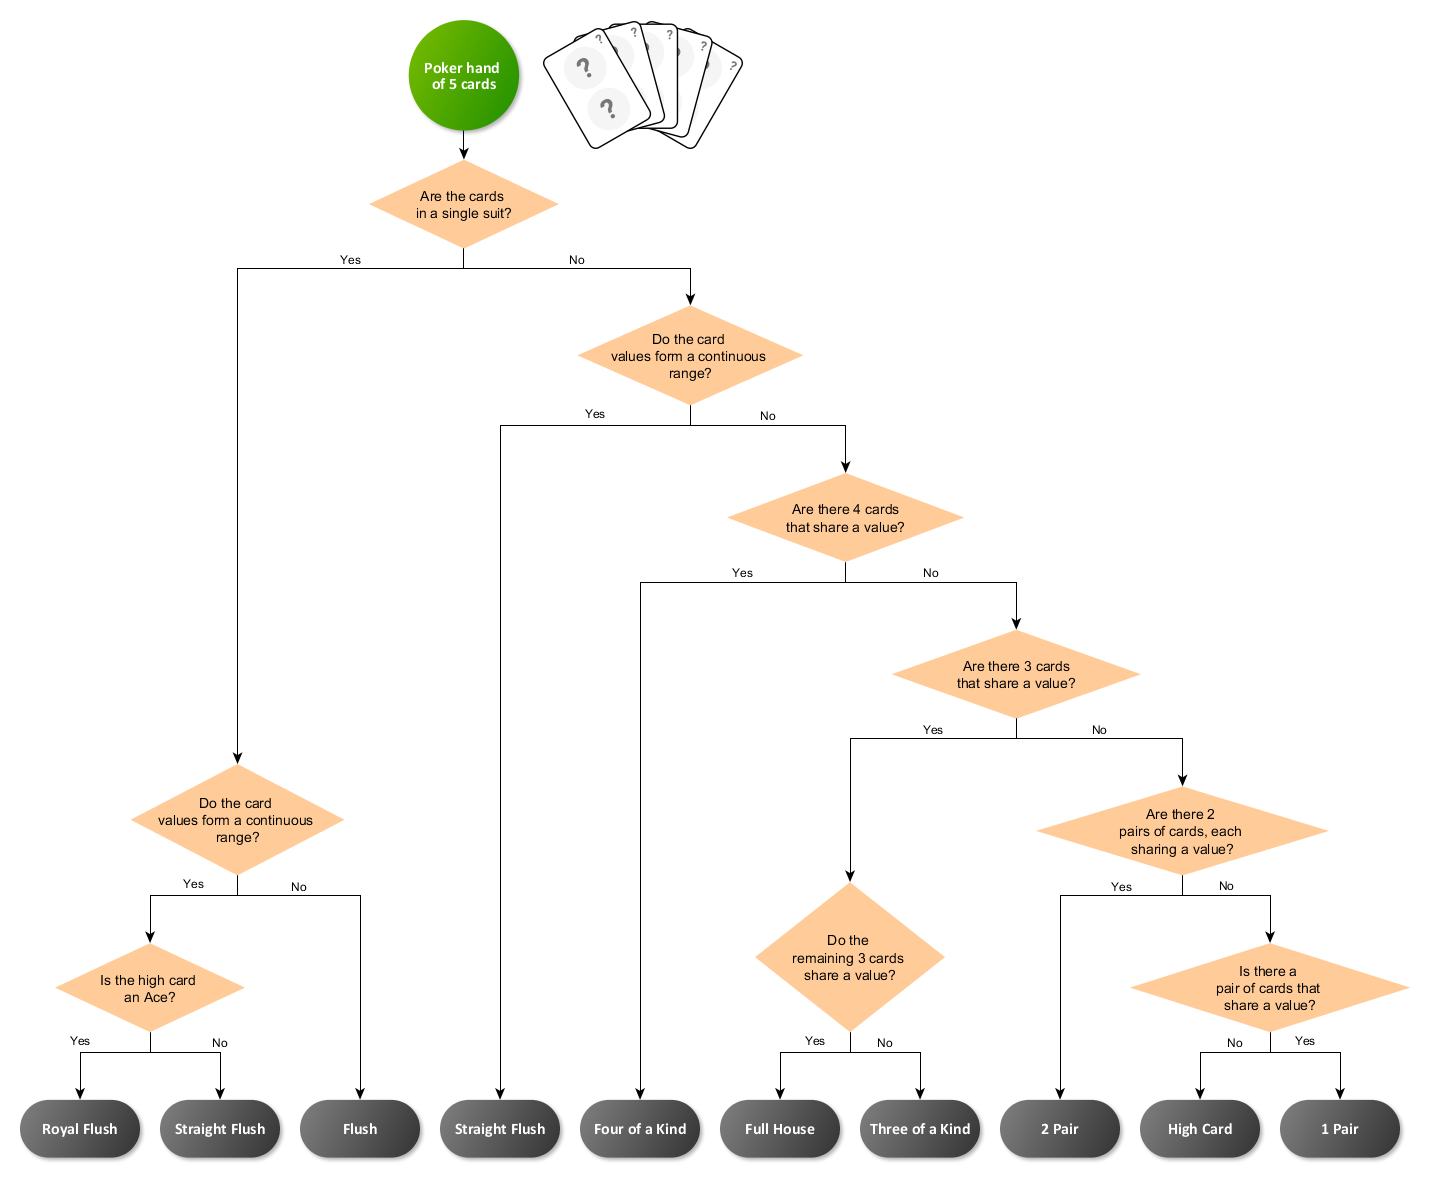 Poker hand
of 5 cards
?
?
?
?
?
?
?
Are the cards
in a single suit?
Yes
No
Do the card
values form a continuous
range?
Yes
No
Are there 4 cards
that share a value?
Yes
No
Are there 3 cards
that share a value?
Yes
No
Do the card
values form a continuous
range?
Are there 2
pairs of cards, each
sharing a value?
Yes
No
Yes
No
Do the
remaining 3 cards
share a value?
Is the high card
an Ace?
Is there a
pair of cards that
share a value?
Yes
No
Yes
No
No
Yes
Royal Flush
Straight Flush
Flush
Straight Flush
Four of a Kind
Full House
Three of a Kind
2 Pair
High Card
1 Pair